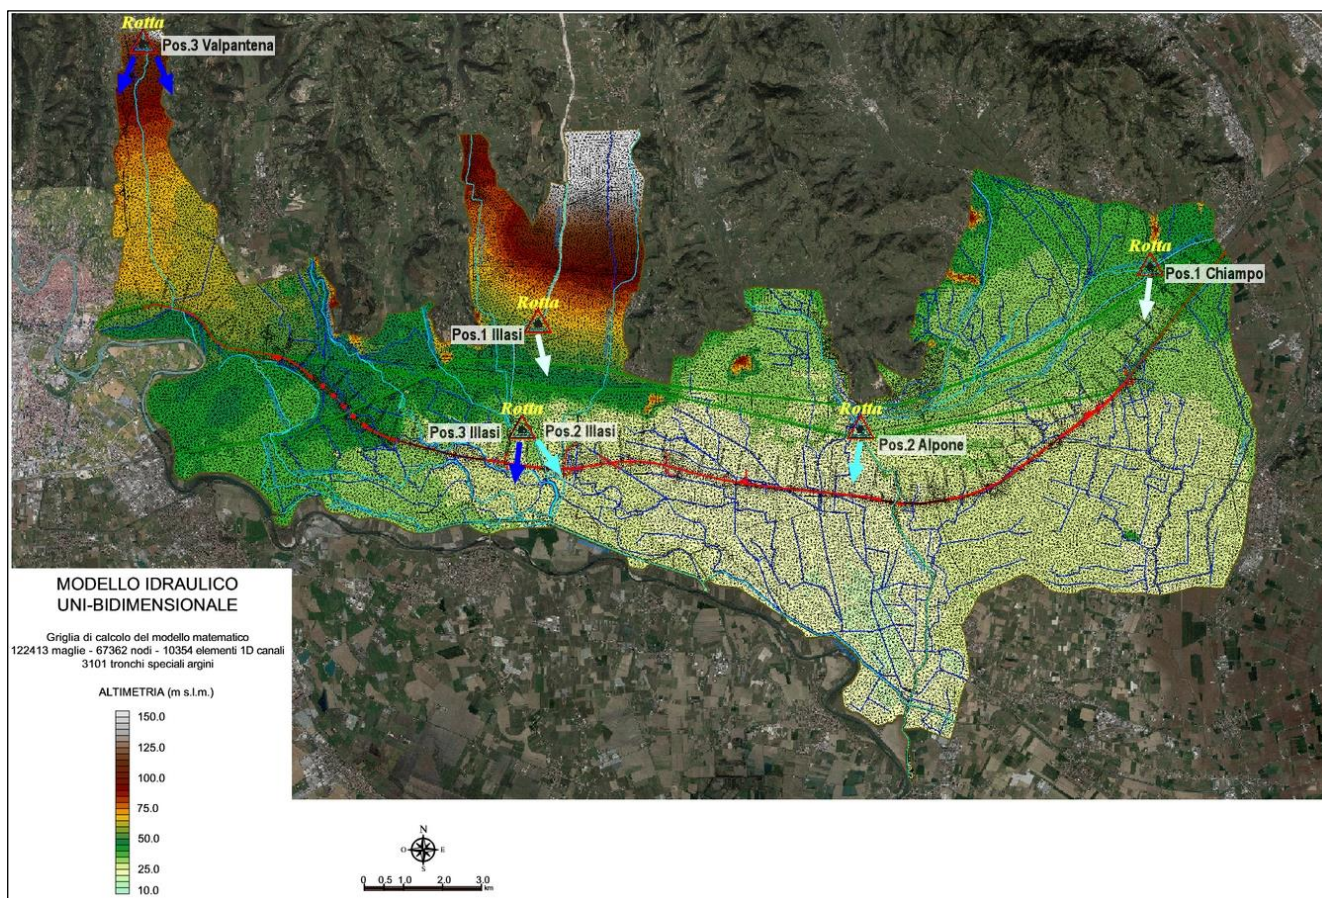 Rotta
Pos.3 Valpantena
Rotta
Pos.1 Chiampo
Rotta
Pos.1 Illasi
Rotta
Pos.3 Illasi
Pos.2 Illasi
Rotta
Pos.2 Alpone
MODELLO IDRAULICO
UNI-BIDIMENSIONALE
Griglia di calcolo del modello matematico
122413 maglie - 67362 nodi - 10354 elementi 1D canali
3101 tronchi speciali argini
ALTIMETRIA (m s.l.m.)
150.0
125.0
100.0
75.0
50.0
25.0
10.0
N
O E
S
0 0.5 1.0 2.0 3.0
km